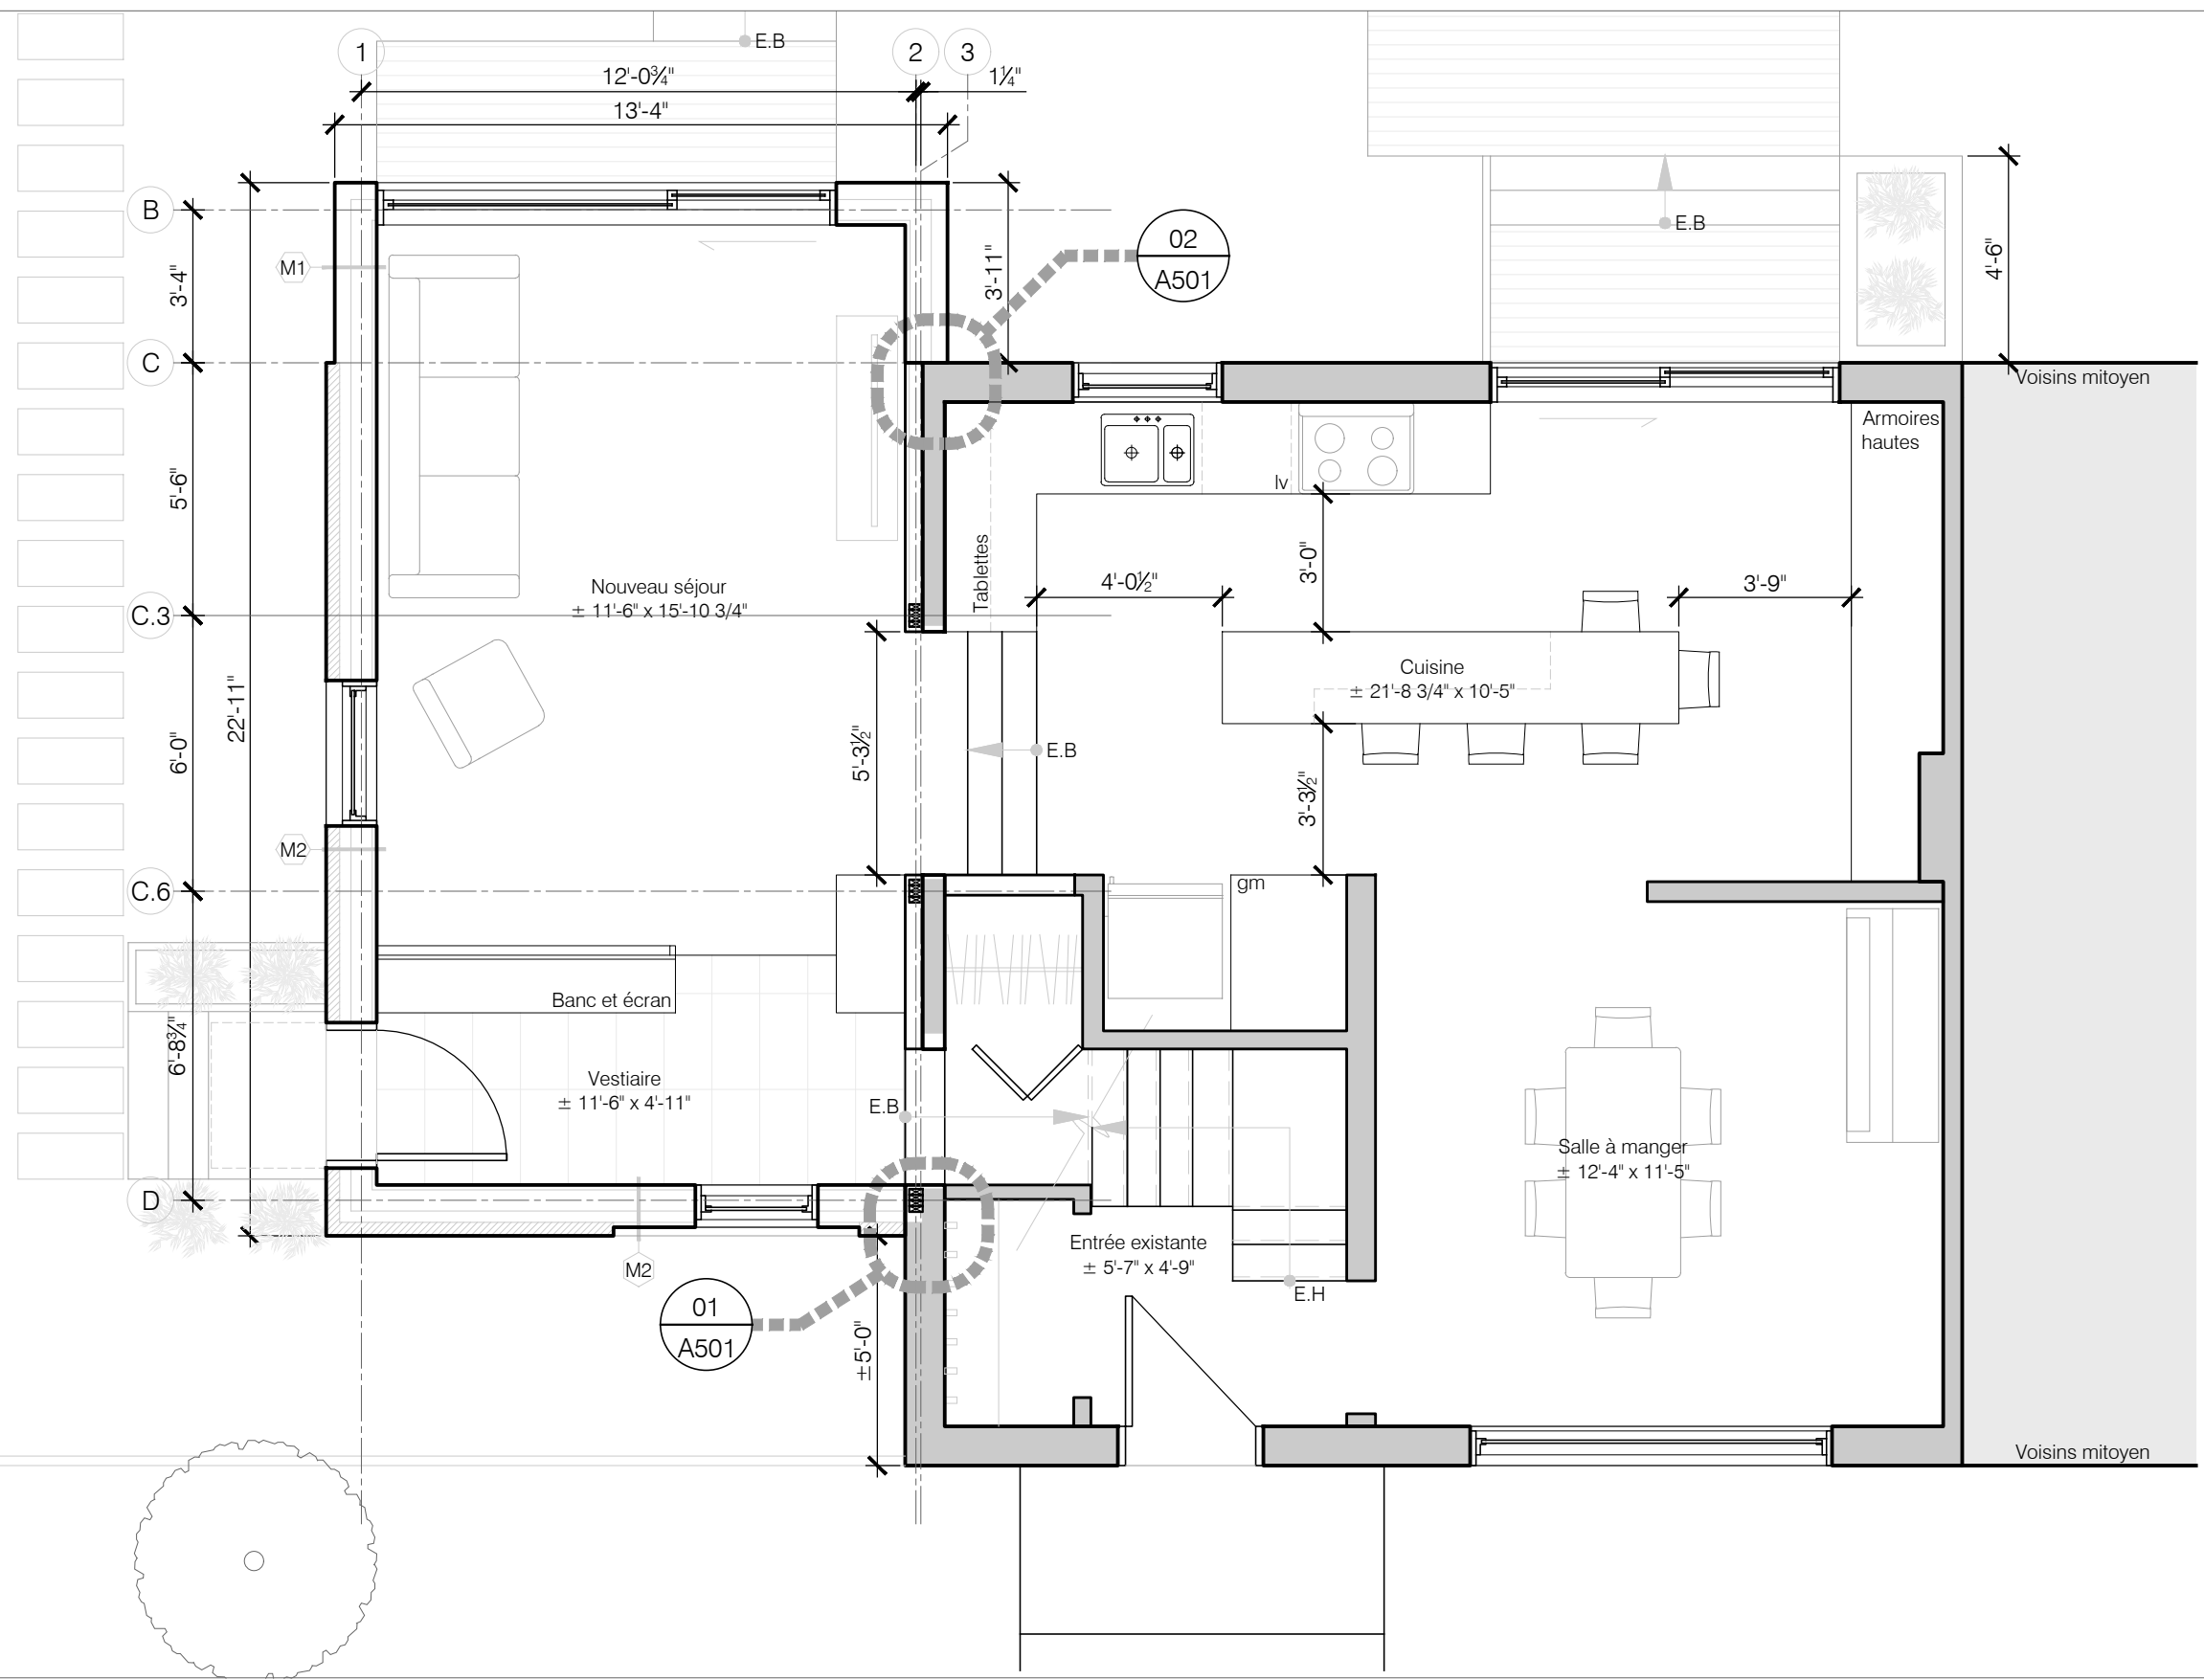 E.B
1
2
3
12'-0¾"
1¼"
13'-4"
B
3'-4"
M1
3'-11"
02
A501
E.B
4'-6"
C
Voisins mitoyen
Armoires
hautes
5'-6"
lv
Tablettes
3'-0"
4'-0½"
3'-9"
Nouveau séjour
± 11'-6" x 15'-10 3/4"
C.3
Cuisine
± 21'-8 3/4" x 10'-5"
22'-11"
6'-0"
5'-3½"
E.B
3'-3½"
M2
C.6
gm
Banc et écran
6'-8¾"
Vestiaire
± 11'-6" x 4'-11"
E.B
Salle à manger
± 12'-4" x 11'-5"
D
Entrée existante
± 5'-7" x 4'-9"
M2
E.H
01
A501
±5'-0"
Voisins mitoyen